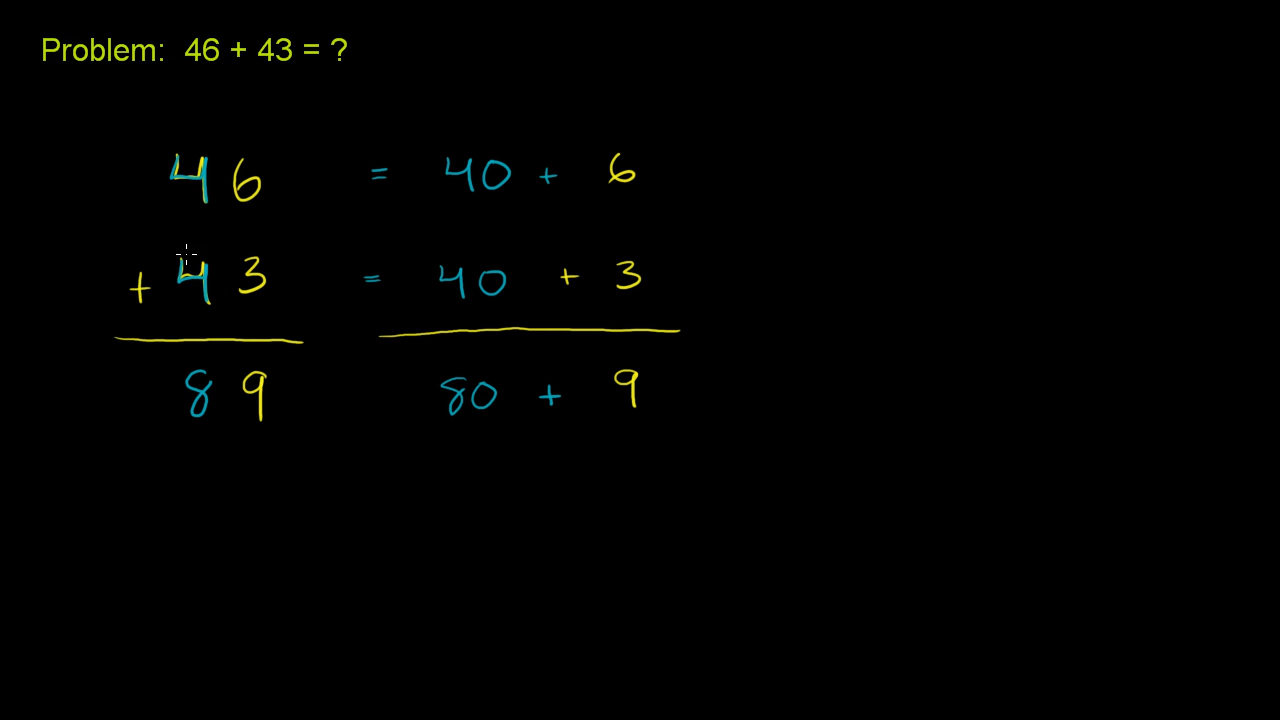 Problem: 46 + 43 = ?
46 = 40 + 6
+ 43 = 40 + 3
89 80 + 9